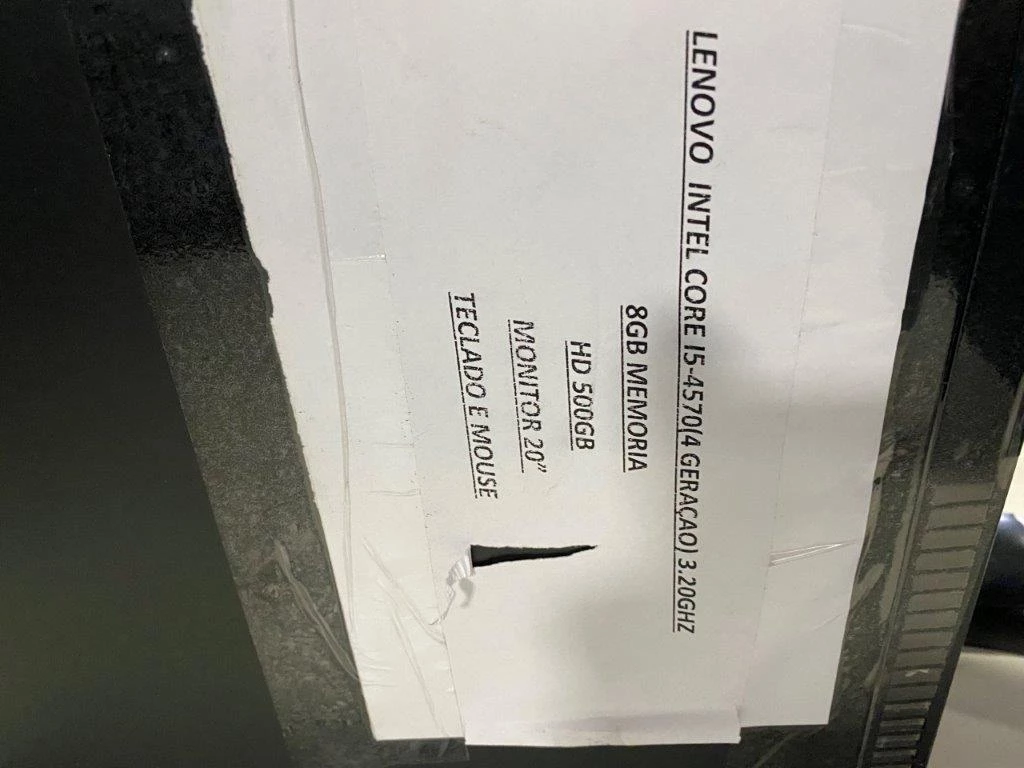 LENOVO INTEL CORE I5-4570(4 GERAÇAO) 3.20GHZ
8GB MEMORIA
HD 500GB
MONITOR 20"
TECLADO E MOUSE